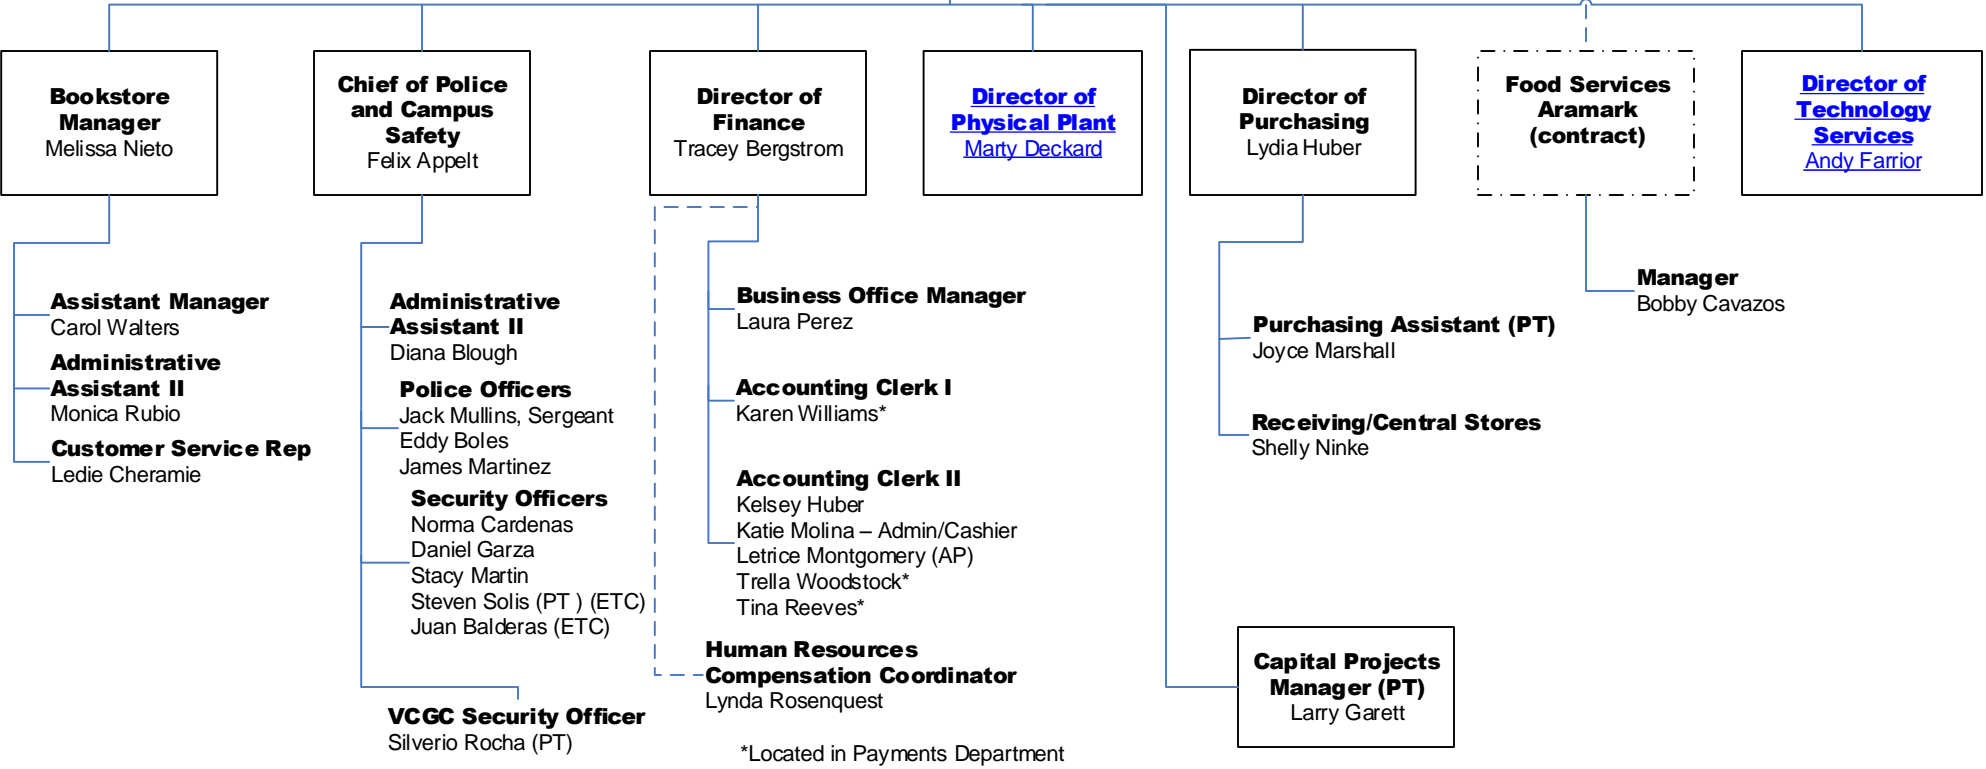 Bookstore
Manager
Melissa Nieto
Chief of Police
and Campus
Safety
Felix Appelt
Director of
Finance
Tracey Bergstrom
Director of
Physical Plant
Marty Deckard
Director of
Purchasing
Lydia Huber
Food Services
Aramark
(contract)
Director of
Technology
Services
Andy Farrior
Assistant Manager
Carol Walters
Administrative
Assistant II
Monica Rubio
Customer Service Rep
Ledie Cheramie
Administrative
Assistant II
Diana Blough
Police Officers
Jack Mullins, Sergeant
Eddy Boles
James Martinez
Security Officers
Norma Cardenas
Daniel Garza
Stacy Martin
Steven Solis (PT ) (ETC)
Juan Balderas (ETC)
VCGC Security Officer
Silverio Rocha (PT)
Business Office Manager
Laura Perez
Accounting Clerk I
Karen Williams*
Accounting Clerk II
Kelsey Huber
Katie Molina – Admin/Cashier
Letrice Montgomery (AP)
Trella Woodstock*
Tina Reeves*
Human Resources
Compensation Coordinator
Lynda Rosenquest
*Located in Payments Department
Purchasing Assistant (PT)
Joyce Marshall
Receiving/Central Stores
Shelly Ninke
Capital Projects
Manager (PT)
Larry Garett
Manager
Bobby Cavazos